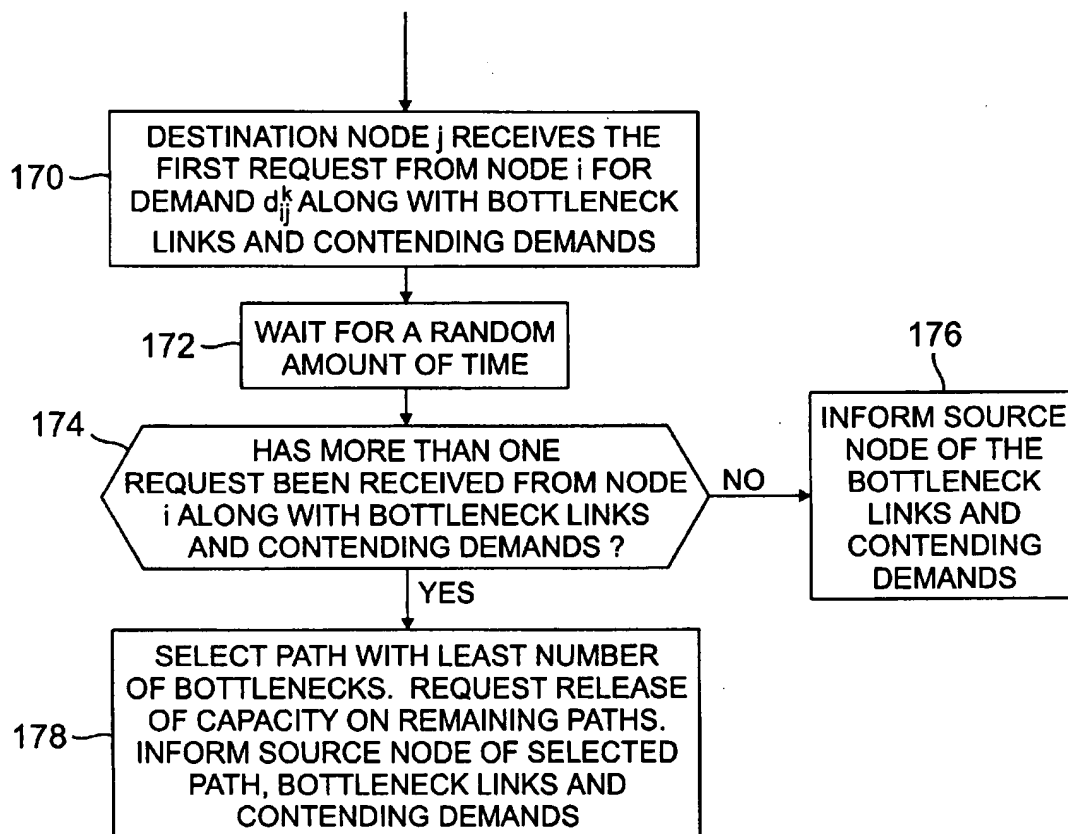 170
DESTINATION NODE j RECEIVES THE
FIRST REQUEST FROM NODE i FOR
DEMAND d^k_ij ALONG WITH BOTTLENECK
LINKS AND CONTENDING DEMANDS
172
WAIT FOR A RANDOM
AMOUNT OF TIME
174
HAS MORE THAN ONE
REQUEST BEEN RECEIVED FROM NODE
i ALONG WITH BOTTLENECK LINKS
AND CONTENDING DEMANDS ?
NO
176
INFORM SOURCE
NODE OF THE
BOTTLENECK
LINKS AND
CONTENDING
DEMANDS
YES
178
SELECT PATH WITH LEAST NUMBER
OF BOTTLENECKS. REQUEST RELEASE
OF CAPACITY ON REMAINING PATHS.
INFORM SOURCE NODE OF SELECTED
PATH, BOTTLENECK LINKS AND
CONTENDING DEMANDS